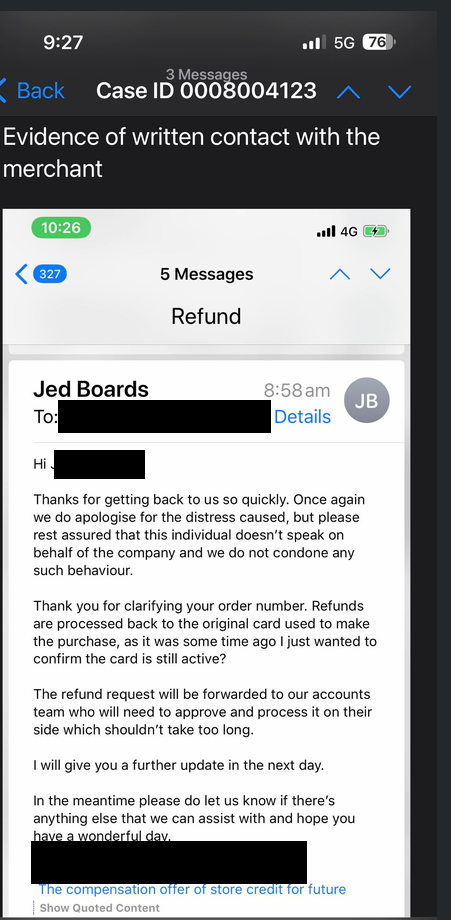 9:27
5G 76
3 Messages
Back Case ID 0008004123
Evidence of written contact with the
merchant
10:26
4G
327 5 Messages
Refund
Jed Boards 8:58am JB
To: Details
Hi
Thanks for getting back to us so quickly. Once again
we do apologise for the distress caused, but please
rest assured that this individual doesn't speak on
behalf of the company and we do not condone any
such behaviour.
Thank you for clarifying your order number. Refunds
are processed back to the original card used to make
the purchase, as it was some time ago I just wanted to
confirm the card is still active?
The refund request will be forwarded to our accounts
team who will need to approve and process it on their
side which shouldn't take too long.
I will give you a further update in the next day.
In the meantime please do let us know if there's
anything else that we can assist with and hope you
have a wonderful day.
The compensation offer of store credit for future
Show Quoted Content